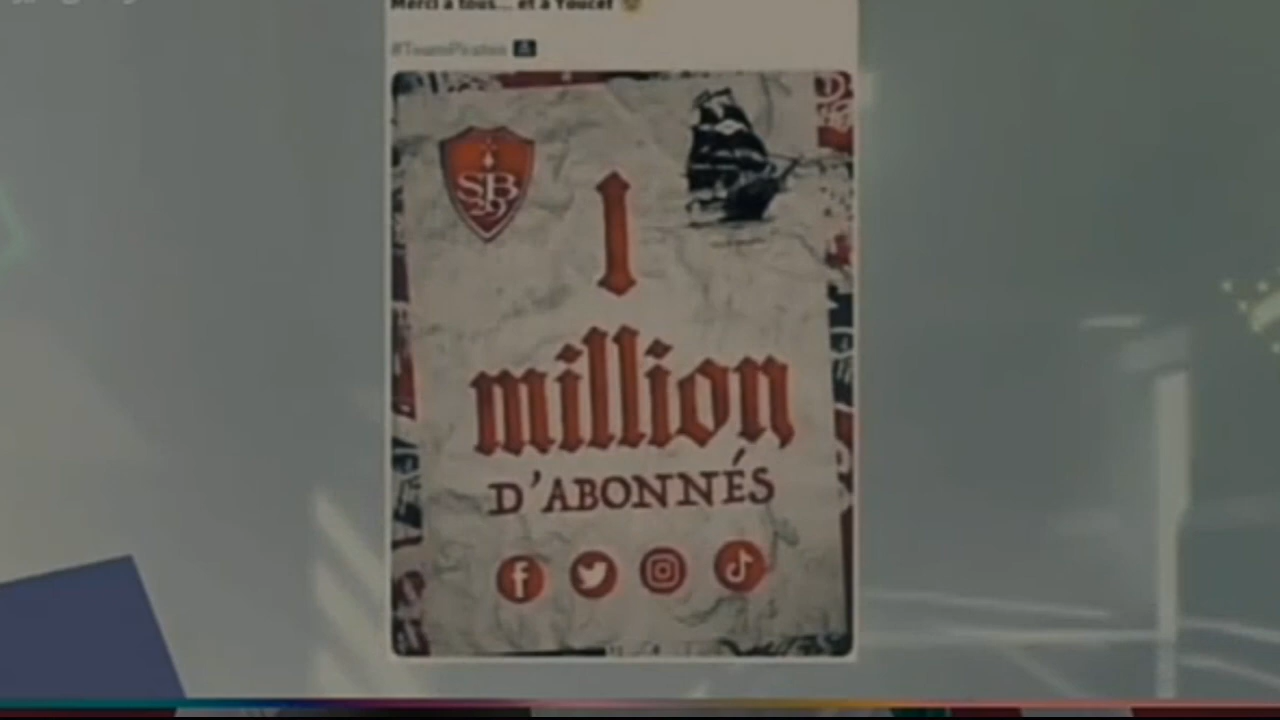 Merci à tous... et à Youcef
#TeamPirates
SB
29
1
million
D'ABONNÉS